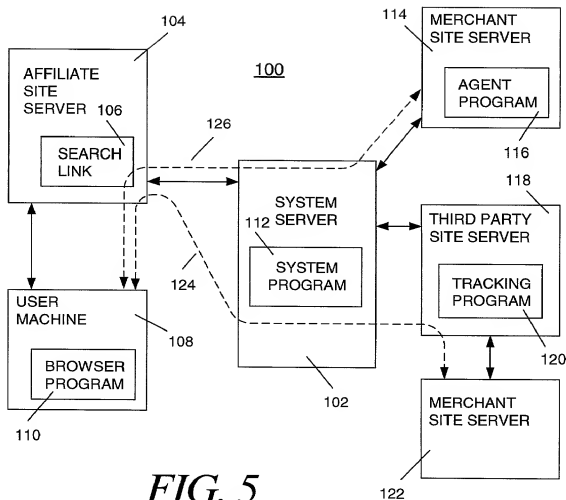 104
AFFILIATE
SITE
SERVER
106
SEARCH
LINK
100
126
114
MERCHANT
SITE SERVER
AGENT
PROGRAM
116
SYSTEM
SERVER
112
SYSTEM
PROGRAM
102
118
THIRD PARTY
SITE SERVER
TRACKING
PROGRAM
120
124
USER
MACHINE
108
BROWSER
PROGRAM
110
MERCHANT
SITE SERVER
122
FIG. 5